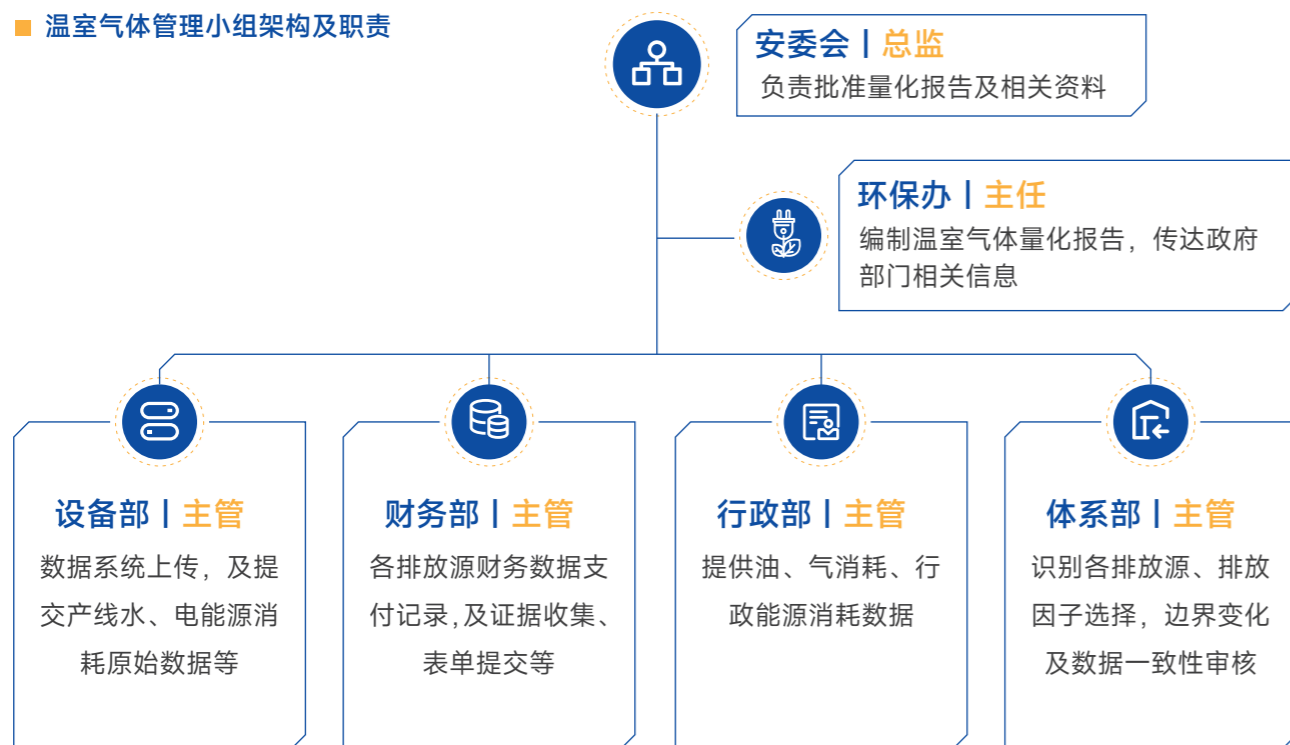 温室气体管理小组架构及职责
安委会 | 总监
负责批准量化报告及相关资料
环保办 | 主任
编制温室气体量化报告，传达政府
部门相关信息
设备部 | 主管
数据系统上传，及提
交产线水、电能源消
耗原始数据等
财务部 | 主管
各排放源财务数据支
付记录,及证据收集、
表单提交等
行政部 | 主管
提供油、气消耗、行
政能源消耗数据
体系部 | 主管
识别各排放源、排放
因子选择，边界变化
及数据一致性审核